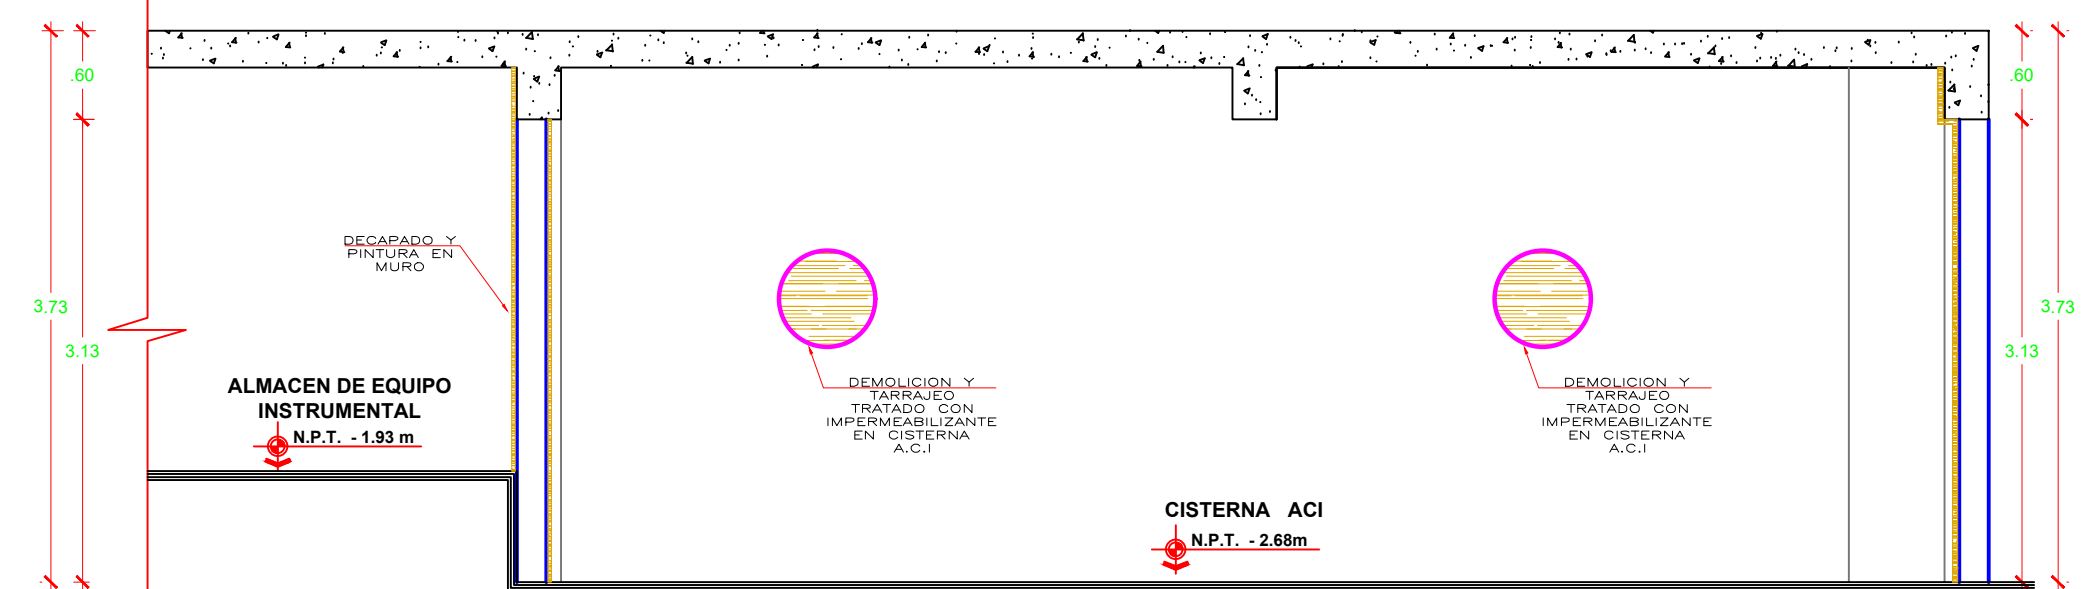 .60
.60
DECAPADO Y
PINTURA EN
MURO
3.73
3.73
3.13
3.13
ALMACEN DE EQUIPO
INSTRUMENTAL
N.P.T. - 1.93 m
DEMOLICION Y
TARRAJEO
TRATADO CON
IMPERMEABILIZANTE
EN CISTERNA
A.C.I
DEMOLICION Y
TARRAJEO
TRATADO CON
IMPERMEABILIZANTE
EN CISTERNA
A.C.I
CISTERNA ACI
N.P.T. - 2.68m